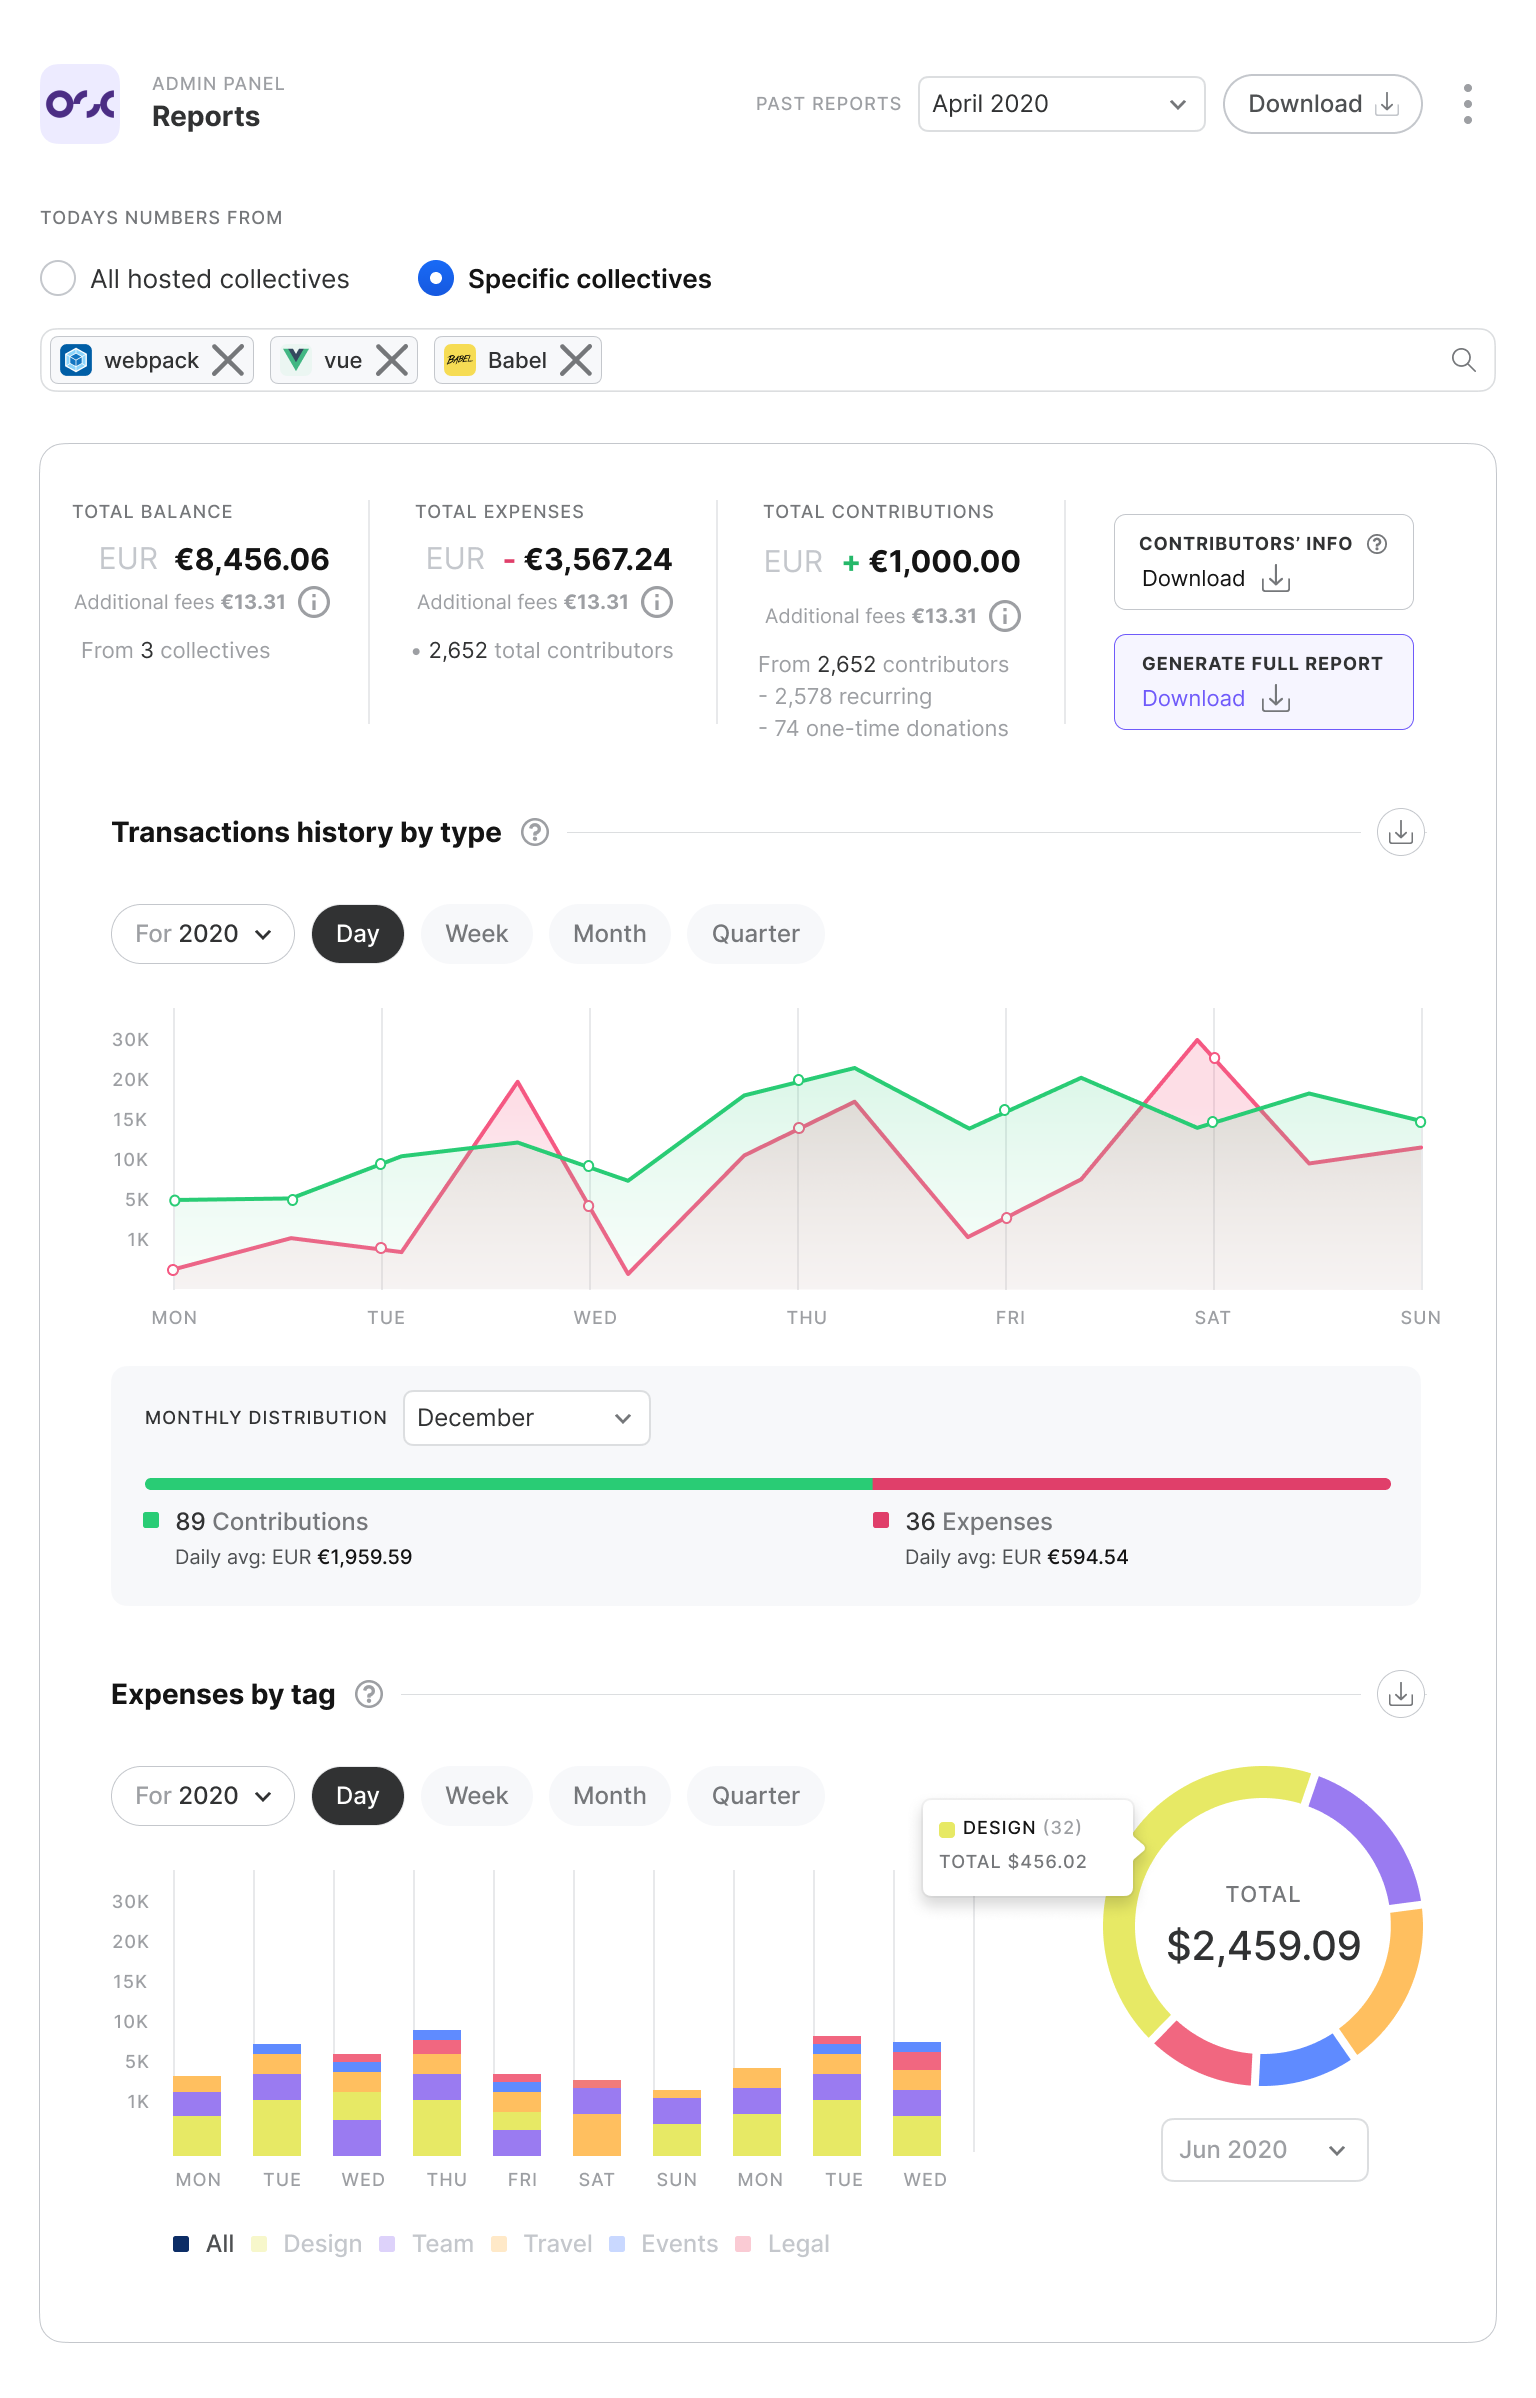 ADMIN PANEL
Reports
PAST REPORTS
April 2020
Download
TODAYS NUMBERS FROM
All hosted collectives
Specific collectives
webpack
vue
BABEL
Babel
TOTAL BALANCE
EUR €8,456.06
Additional fees €13.31
From 3 collectives
TOTAL EXPENSES
EUR - €3,567.24
Additional fees €13.31
• 2,652 total contributors
TOTAL CONTRIBUTIONS
EUR + €1,000.00
Additional fees €13.31
From 2,652 contributors
- 2,578 recurring
- 74 one-time donations
CONTRIBUTORS’ INFO
Download
GENERATE FULL REPORT
Download
Transactions history by type
For 2020
Day
Week
Month
Quarter
30K
20K
15K
10K
5K
1K
MON TUE WED THU FRI SAT SUN
MONTHLY DISTRIBUTION
December
89 Contributions
Daily avg: EUR €1,959.59
36 Expenses
Daily avg: EUR €594.54
Expenses by tag
For 2020
Day
Week
Month
Quarter
30K
20K
15K
10K
5K
1K
MON TUE WED THU FRI SAT SUN MON TUE WED
All Design Team Travel Events Legal
DESIGN (32)
TOTAL $456.02
TOTAL
$2,459.09
Jun 2020